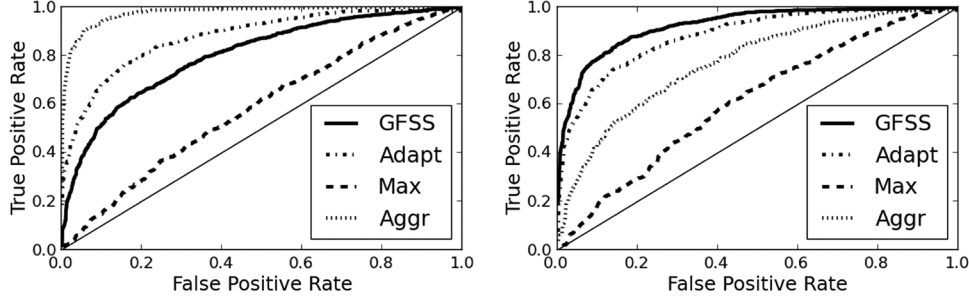 True Positive Rate
1.0
0.8
0.6
0.4
0.2
0.0
0.0 0.2 0.4 0.6 0.8 1.0
False Positive Rate
GFSS
Adapt
Max
Aggr
True Positive Rate
1.0
0.8
0.6
0.4
0.2
0.0
0.0 0.2 0.4 0.6 0.8 1.0
False Positive Rate
GFSS
Adapt
Max
Aggr